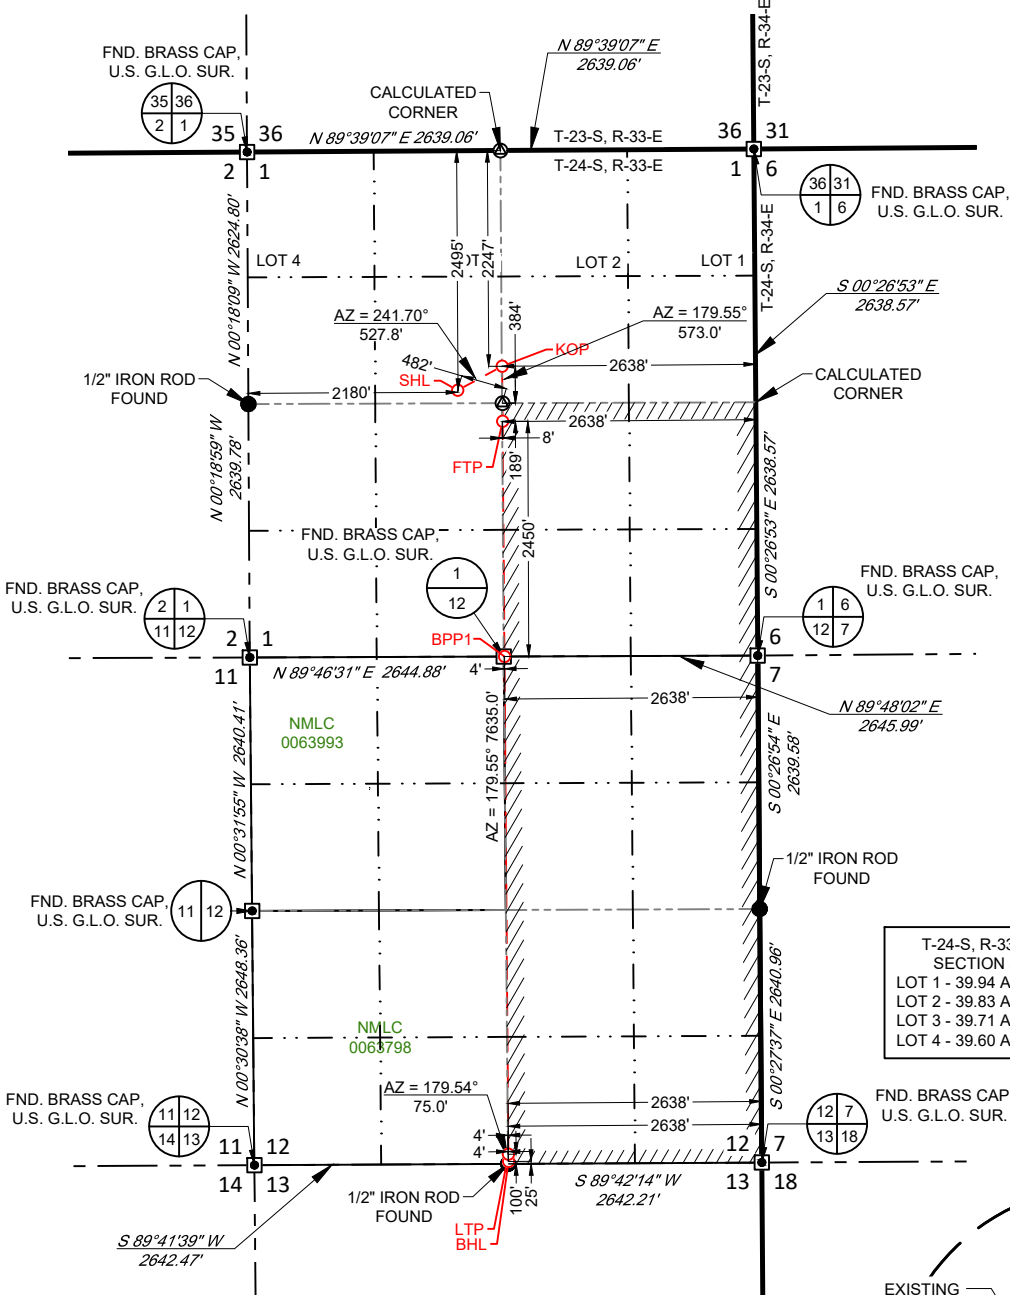 T-23-S, R-34-E
FND. BRASS CAP,
U.S. G.L.O. SUR.
35 36
2 1
N 89°39'07" E
2639.06'
CALCULATED
CORNER
35 36
2 1
N 89°39'07" E 2639.06'
T-23-S, R-33-E
T-24-S, R-33-E
36 31
1 6
36 31
1 6
FND. BRASS CAP,
U.S. G.L.O. SUR.
T-24-S, R-34-E
N 00°18'09" W 2624.80'
LOT 4
2495'
2247'
LOT 2
LOT 1
S 00°26'53" E
2638.57'
AZ = 241.70°
527.8'
384'
AZ = 179.55°
573.0'
KOP
482'
SHL
2638'
1/2" IRON ROD
FOUND
2180'
CALCULATED
CORNER
2638'
8'
FTP
189'
N 00°18'59" W
2639.78'
2450'
S 00°26'53" E 2638.57'
FND. BRASS CAP,
U.S. G.L.O. SUR.
1
12
FND. BRASS CAP,
U.S. G.L.O. SUR.
2 1
11 12
FND. BRASS CAP,
U.S. G.L.O. SUR.
1 6
12 7
2 1
11
BPP1
6
7
N 89°46'31" E 2644.88'
4'
2638'
N 89°48'02" E
2645.99'
NMLC
0063993
AZ = 179.55° 7635.0'
N 00°31'55" W 2640.41'
S 00°26'54" E
2639.58'
1/2" IRON ROD
FOUND
FND. BRASS CAP,
U.S. G.L.O. SUR.
11 12
T-24-S, R-33
SECTION
LOT 1 - 39.94 A
LOT 2 - 39.83 A
LOT 3 - 39.71 A
LOT 4 - 39.60 A
N 00°30'38" W 2648.36'
NMLC
0063798
S 00°27'37" E 2640.96'
AZ = 179.54°
75.0'
2638'
2638'
FND. BRASS CAP,
U.S. G.L.O. SUR.
11 12
14 13
12 7
13 18
FND. BRASS CAP
U.S. G.L.O. SUR.
4'
4'
11 12
14 13
12 7
13 18
1/2" IRON ROD
FOUND
100'
25'
S 89°42'14" W
2642.21'
LTP
BHL
S 89°41'39" W
2642.47'
EXISTING